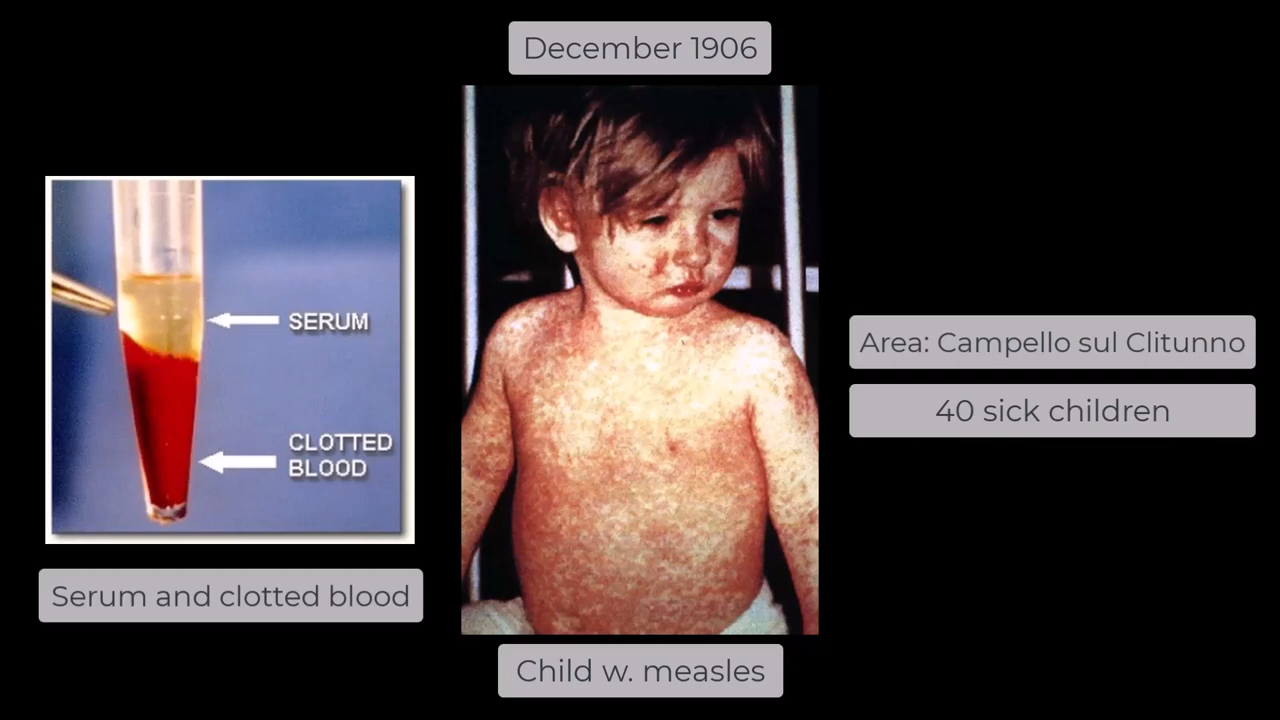 December 1906
SERUM
CLOTTED
BLOOD
Serum and clotted blood
Child w. measles
Area: Campello sul Clitunno
40 sick children